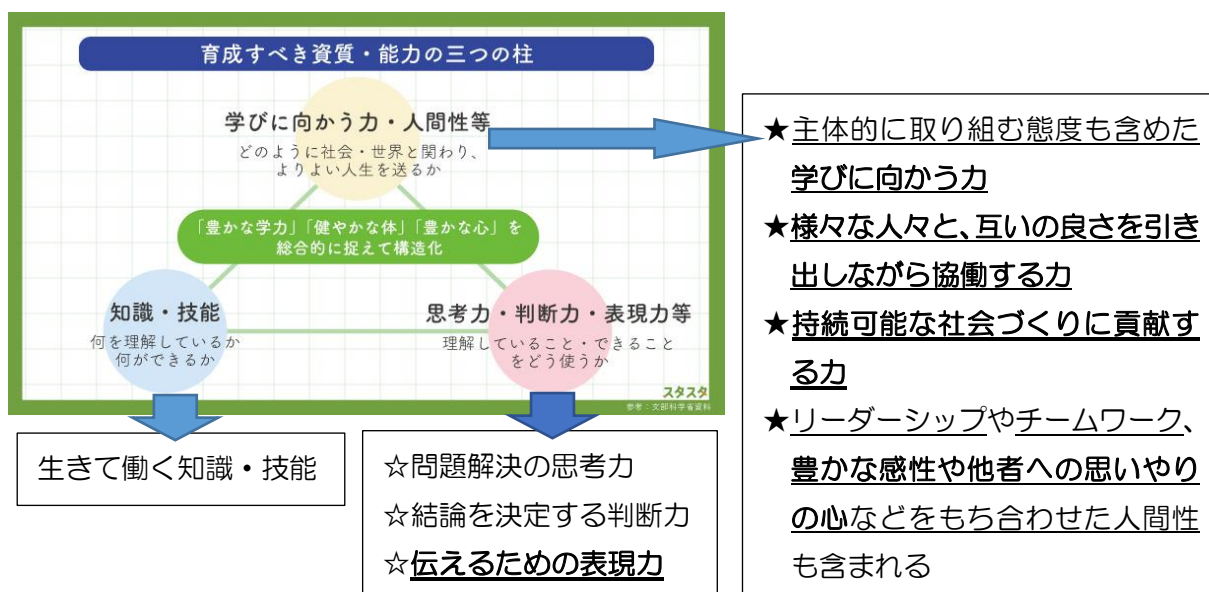 育成すべき資質・能力の三つの柱
学びに向かう力・人間性等
どのように社会・世界と関わり、
よりよい人生を送るか
「豊かな学力」「健やかな体」「豊かな心」を
総合的に捉えて構造化
知識・技能
何を理解しているか
何ができるか
思考力・判断力・表現力等
理解していること・できること
をどう使うか
スタスタ
参考：文部科学省資料
生きて働く知識・技能
☆問題解決の思考力
☆結論を決定する判断力
☆伝えるための表現力
★主体的に取り組む態度も含めた
学びに向かう力
★様々な人々と、互いの良さを引き
出しながら協働する力
★持続可能な社会づくりに貢献す
る力
★リーダーシップやチームワーク、
豊かな感性や他者への思いやり
の心などをもち合わせた人間性
も含まれる